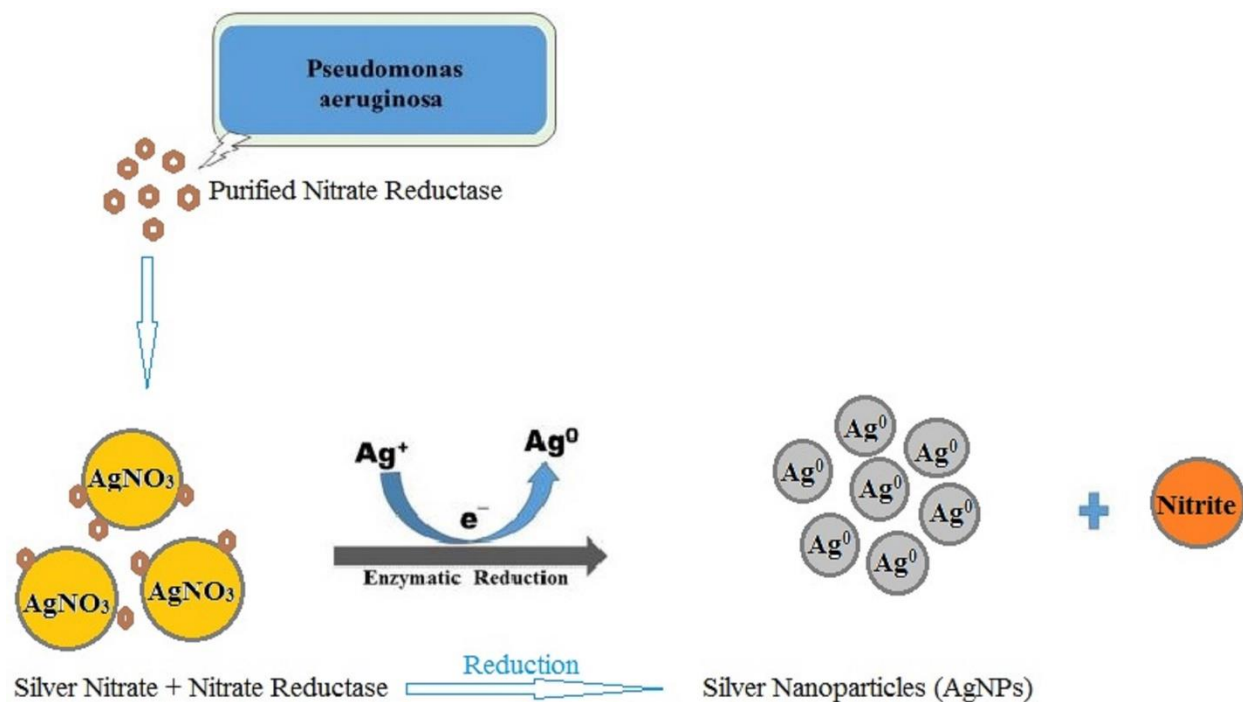 Pseudomonas
aeruginosa
Purified Nitrate Reductase
AgNO₃
AgNO₃
AgNO₃
Ag⁺
Ag⁰
e⁻
Enzymatic Reduction
Ag⁰
Ag⁰
Ag⁰
Ag⁰
Ag⁰
Ag⁰
Ag⁰
+
Nitrite
Silver Nitrate + Nitrate Reductase
Reduction
Silver Nanoparticles (AgNPs)